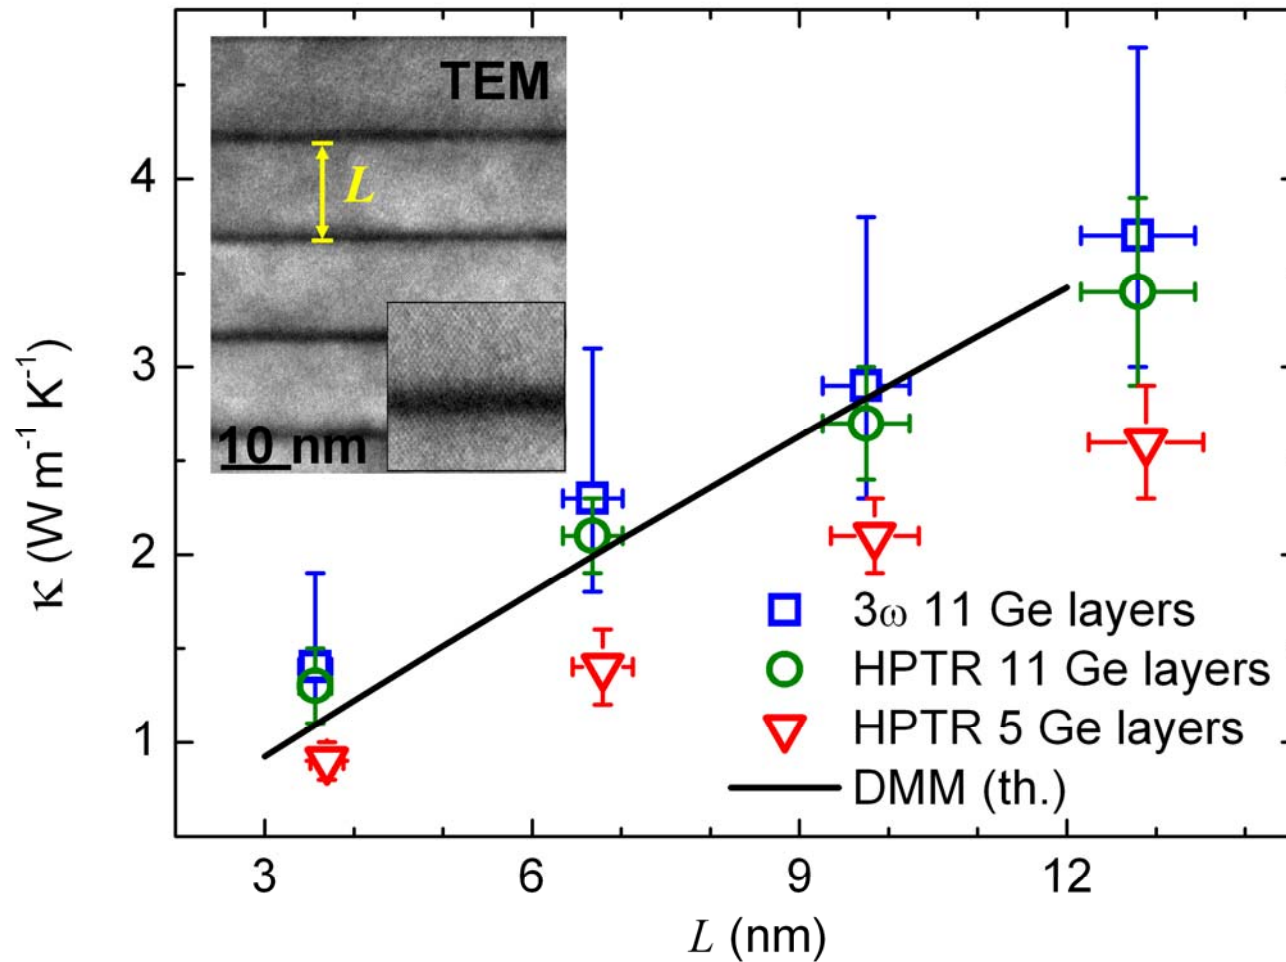 TEM
L
10 nm
4
3
2
1
κ (W m⁻¹ K⁻¹)
3ω 11 Ge layers
HPTR 11 Ge layers
HPTR 5 Ge layers
DMM (th.)
3 6 9 12
L (nm)